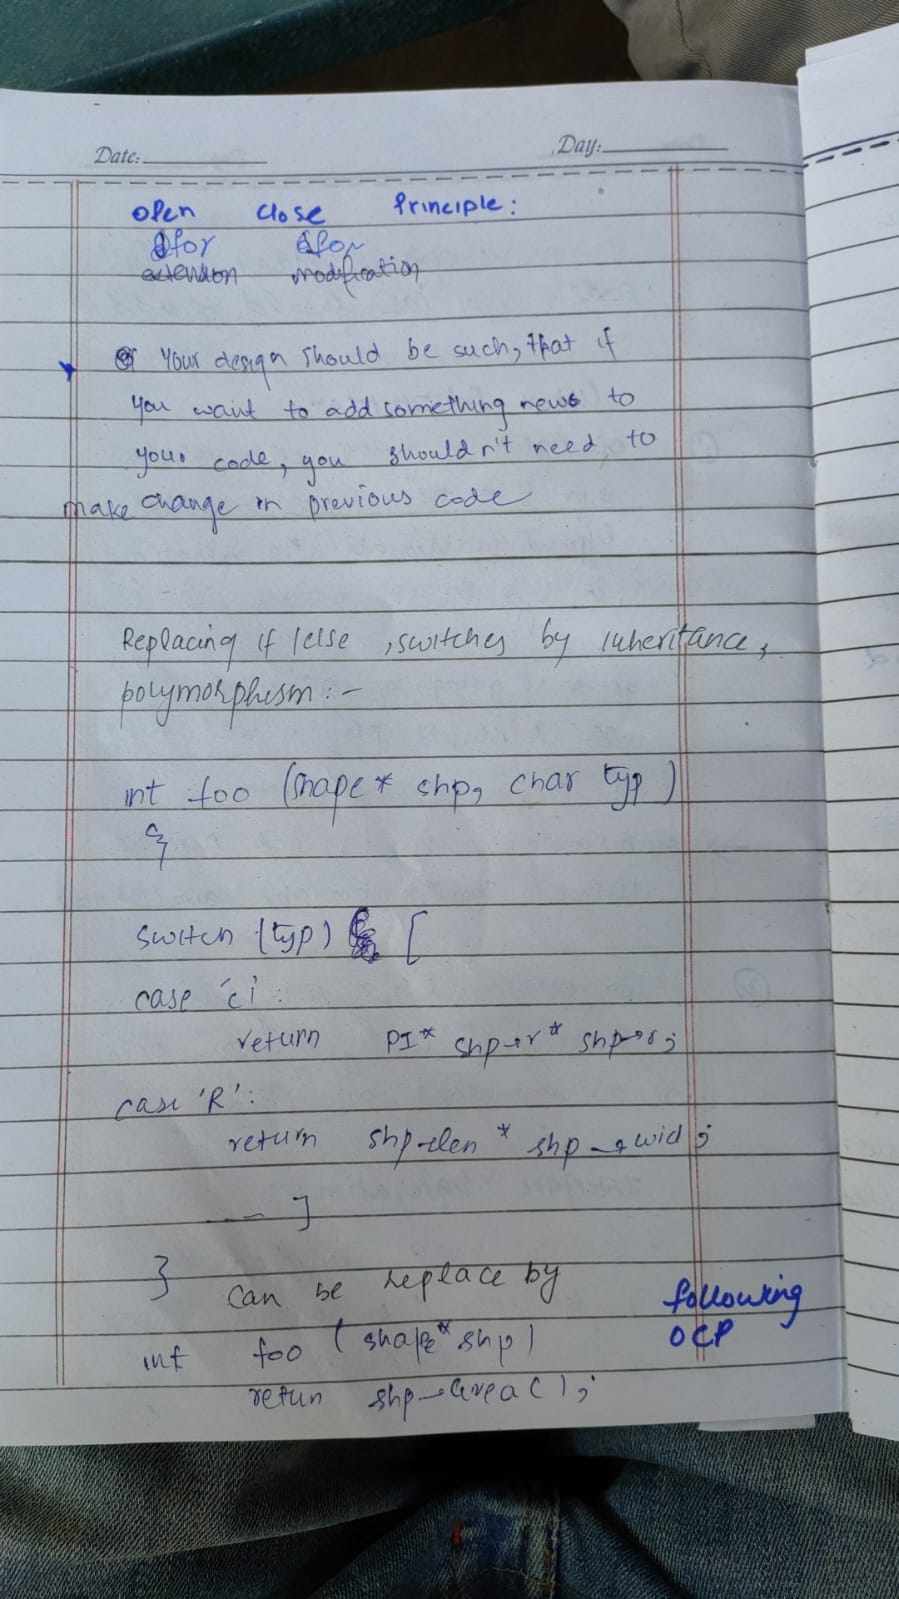 Date:
Day:
Open Close Principle:
for for
extension modification
Your design should be such, that if
you want to add something new to
your code, you shouldn't need to
make change in previous code
Replacing if /else , switches by inheritance,
polymorphism :-
int foo (shape* shp, char typ)
{
switch (typ) [
case 'c' :
return PI* shp→r* shp→r;
case 'R' :
return shp→len * shp→wid ;
--- ]
}
can be replace by
following
OCP
int foo (shape* shp)
retun shp→area();